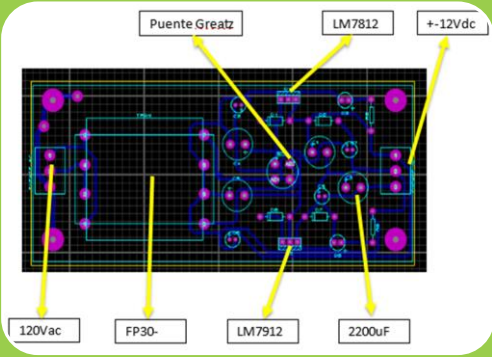 Puente Greatz
LM7812
+-12Vdc
120Vac
FP30-
LM7912
2200uF